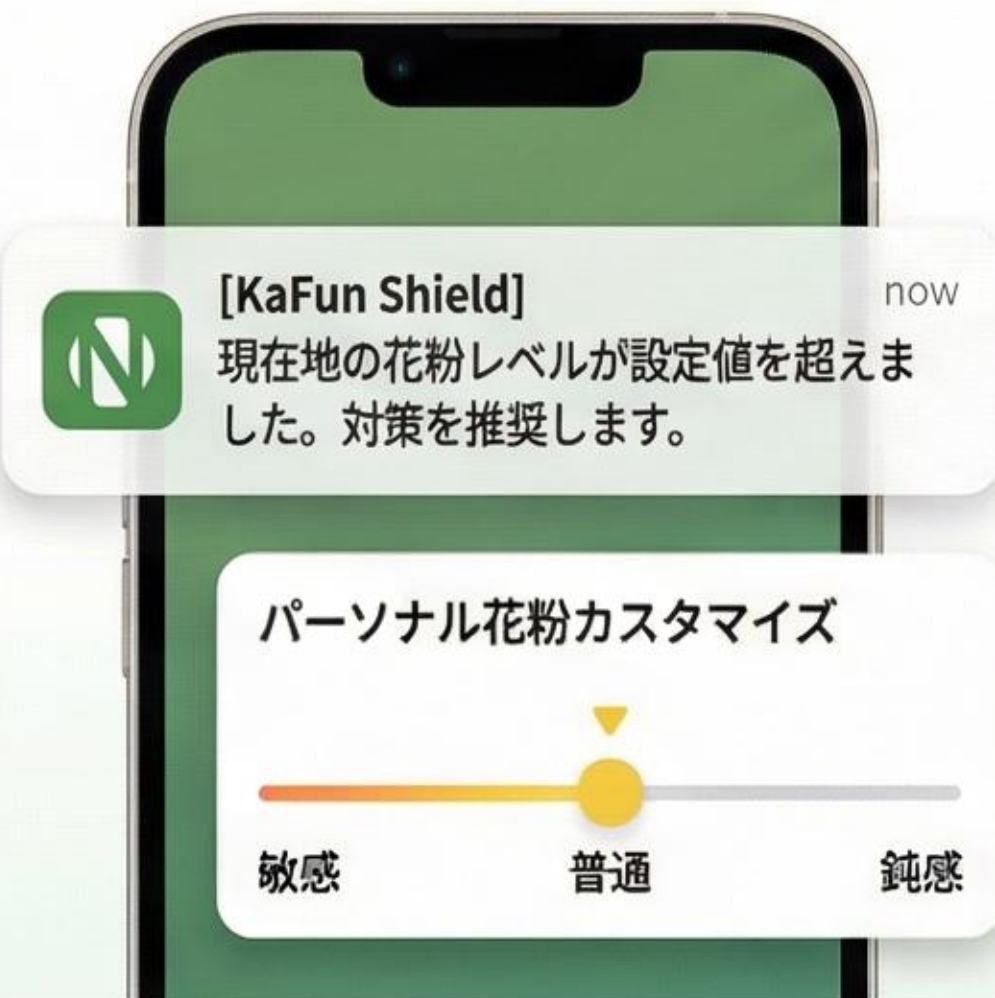 [KaFun Shield]
now
現在地の花粉レベルが設定値を超えま
した。対策を推奨します。
パーソナル花粉カスタマイズ
敏感
普通
鈍感